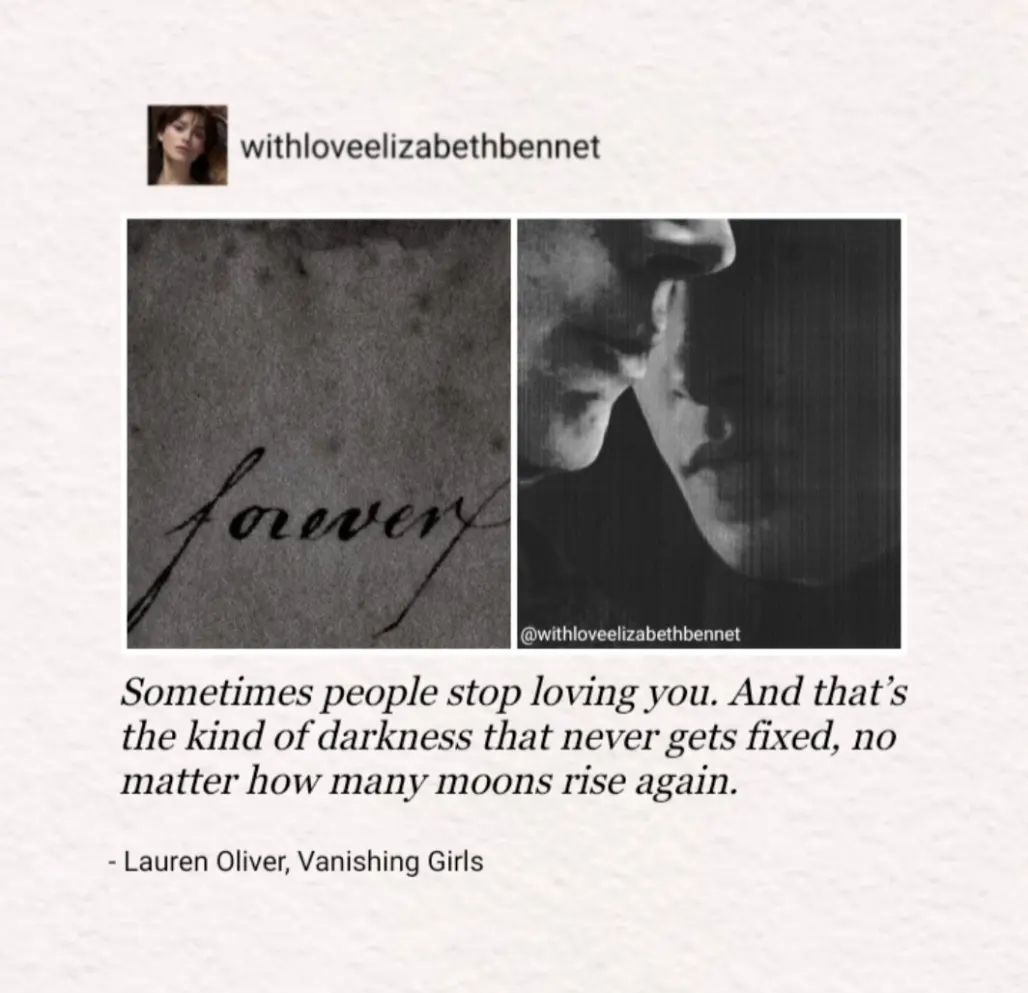 withloveelizabethbennet
forever
@withloveelizabethbennet
Sometimes people stop loving you. And that’s
the kind of darkness that never gets fixed, no
matter how many moons rise again.
- Lauren Oliver, Vanishing Girls